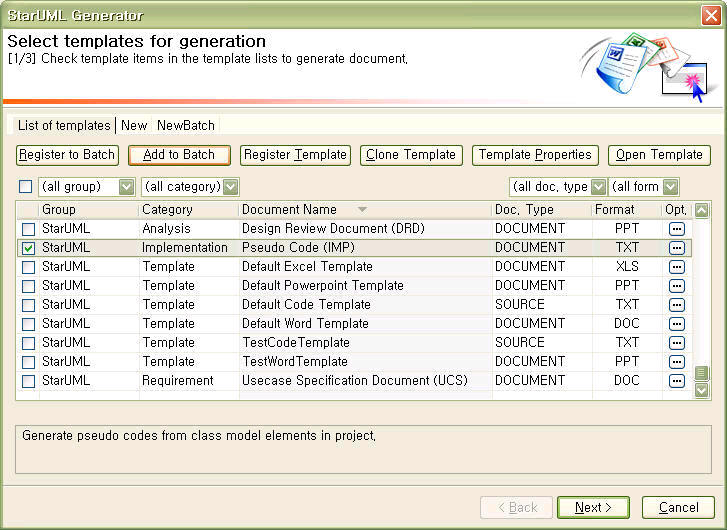 StarUML Generator
Select templates for generation
[1/3] Check template items in the template lists to generate document,
List of templates New NewBatch
Register to Batch Add to Batch Register Template Clone Template Template Properties Open Template
(all group) (all category) (all doc, type (all form
Group Category Document Name Doc, Type Format Opt,
StarUML Analysis Design Review Document (DRD) DOCUMENT PPT
StarUML Implementation Pseudo Code (IMP) DOCUMENT TXT
StarUML Template Default Excel Template DOCUMENT XLS
StarUML Template Default Powerpoint Template DOCUMENT PPT
StarUML Template Default Code Template SOURCE TXT
StarUML Template Default Word Template DOCUMENT DOC
StarUML Template TestCodeTemplate SOURCE TXT
StarUML Template TestWordTemplate DOCUMENT PPT
StarUML Requirement Usecase Specification Document (UCS) DOCUMENT DOC
Generate pseudo codes from class model elements in project,
< Back Next > Cancel